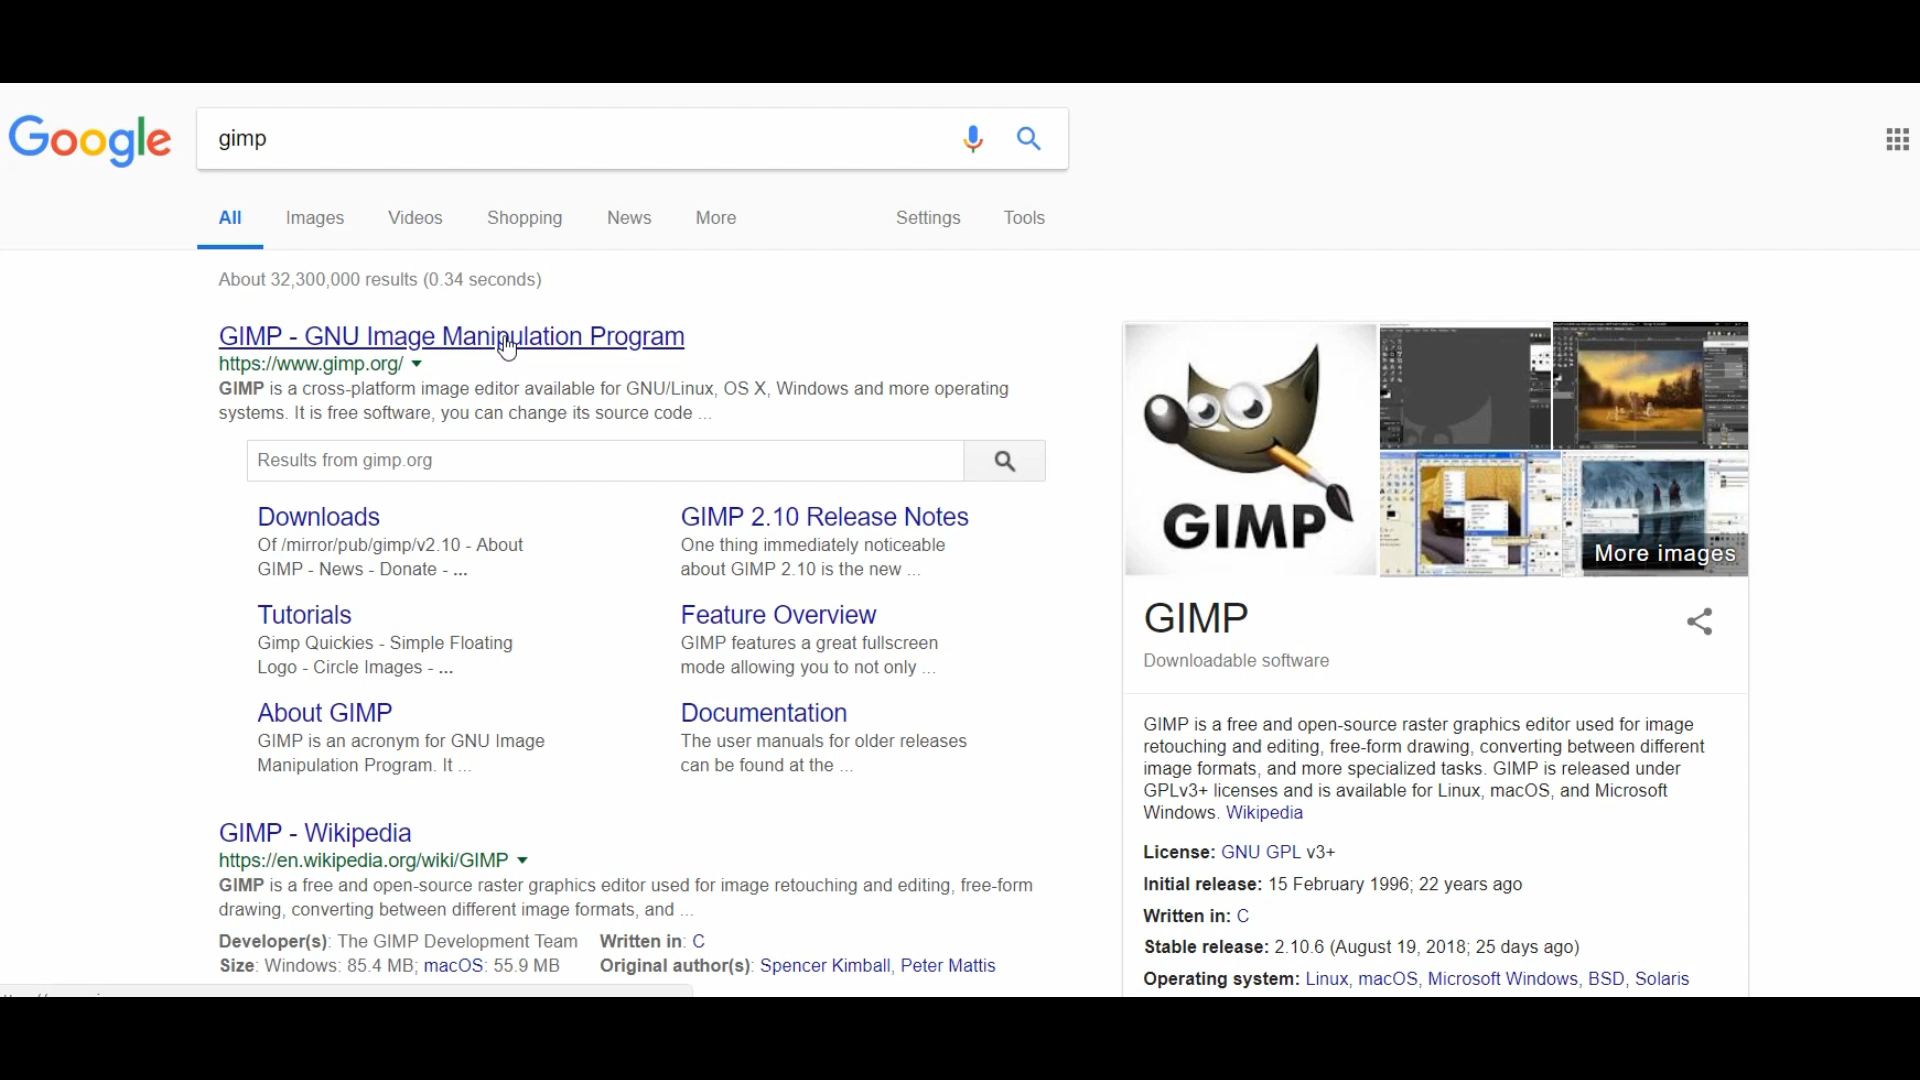 Google
gimp
All Images Videos Shopping News More Settings Tools
About 32,300,000 results (0.34 seconds)
GIMP - GNU Image Manipulation Program
https://www.gimp.org/
GIMP is a cross-platform image editor available for GNU/Linux, OS X, Windows and more operating
systems. It is free software, you can change its source code ...
Results from gimp.org
Downloads
Of /mirror/pub/gimp/v2.10 - About
GIMP - News - Donate - ...
GIMP 2.10 Release Notes
One thing immediately noticeable
about GIMP 2.10 is the new ...
Tutorials
Gimp Quickies - Simple Floating
Logo - Circle Images - ...
Feature Overview
GIMP features a great fullscreen
mode allowing you to not only ...
About GIMP
GIMP is an acronym for GNU Image
Manipulation Program. It ...
Documentation
The user manuals for older releases
can be found at the ...
GIMP - Wikipedia
https://en.wikipedia.org/wiki/GIMP
GIMP is a free and open-source raster graphics editor used for image retouching and editing, free-form
drawing, converting between different image formats, and ...
Developer(s): The GIMP Development Team Written in: C
Size: Windows: 85.4 MB; macOS: 55.9 MB Original author(s): Spencer Kimball, Peter Mattis
GIMP
More images
GIMP
Downloadable software
GIMP is a free and open-source raster graphics editor used for image
retouching and editing, free-form drawing, converting between different
image formats, and more specialized tasks. GIMP is released under
GPLv3+ licenses and is available for Linux, macOS, and Microsoft
Windows. Wikipedia
License: GNU GPL v3+
Initial release: 15 February 1996; 22 years ago
Written in: C
Stable release: 2.10.6 (August 19, 2018; 25 days ago)
Operating system: Linux, macOS, Microsoft Windows, BSD, Solaris